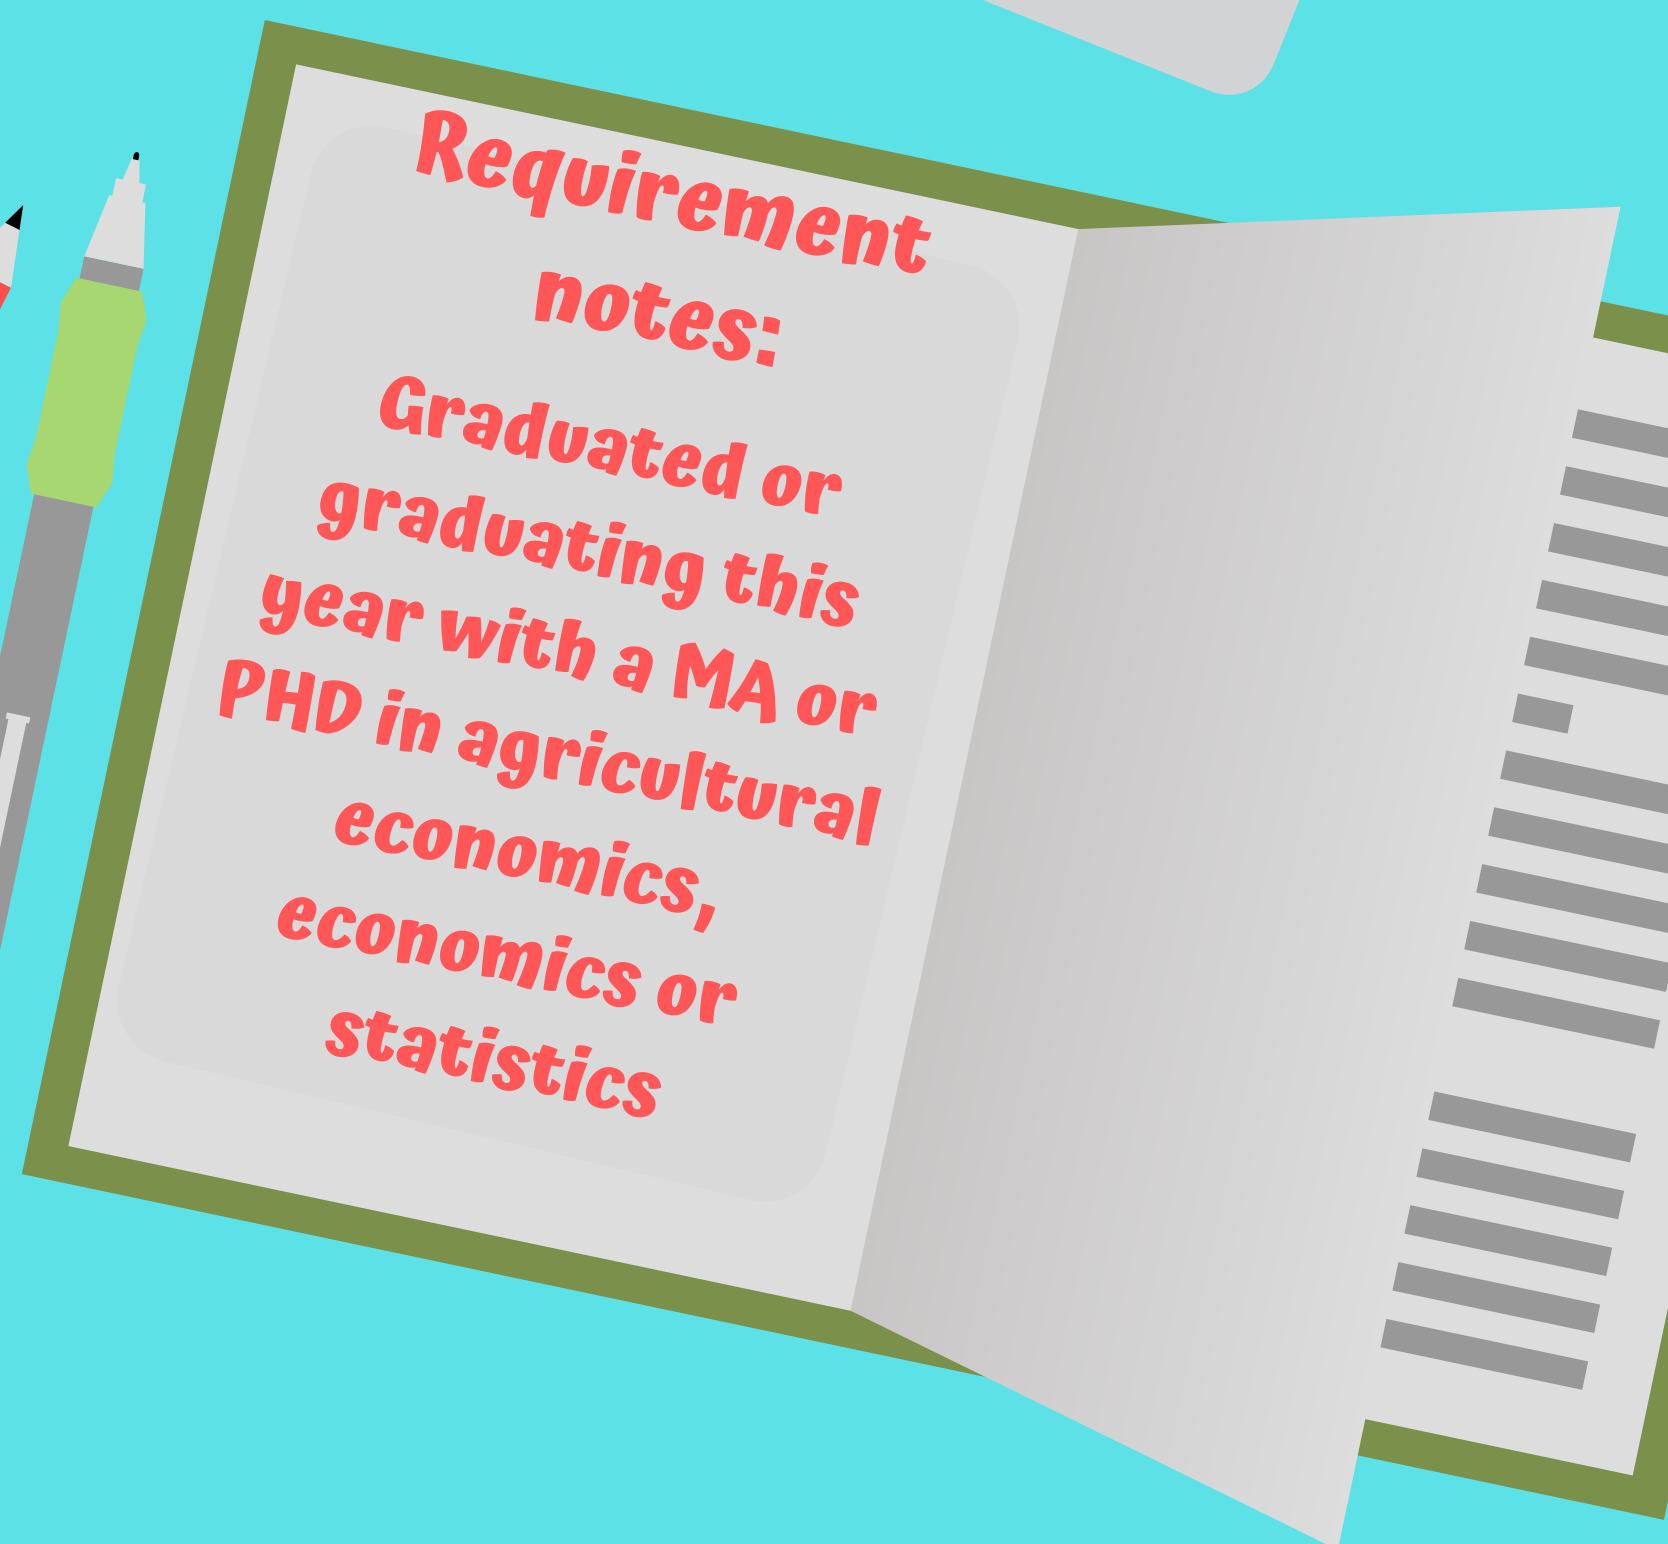 Requirement
notes:
Graduated or
graduating this
year with a MA or
PHD in agricultural
economics,
economics or
statistics